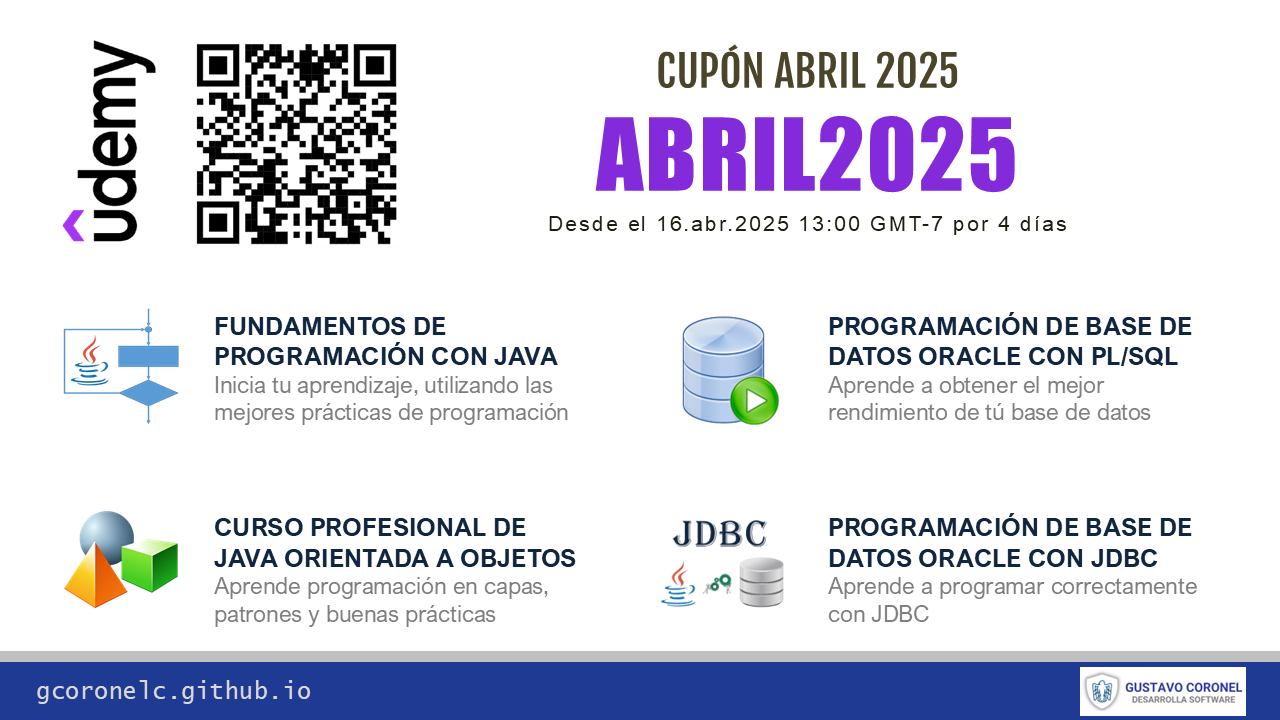 udemy
CUPÓN ABRIL 2025
ABRIL2025
Desde el 16.abr.2025 13:00 GMT-7 por 4 días
FUNDAMENTOS DE
PROGRAMACIÓN CON JAVA
Inicia tu aprendizaje, utilizando las
mejores prácticas de programación
PROGRAMACIÓN DE BASE DE
DATOS ORACLE CON PL/SQL
Aprende a obtener el mejor
rendimiento de tú base de datos
CURSO PROFESIONAL DE
JAVA ORIENTADA A OBJETOS
Aprende programación en capas,
patrones y buenas prácticas
JDBC
PROGRAMACIÓN DE BASE DE
DATOS ORACLE CON JDBC
Aprende a programar correctamente
con JDBC
gcoronelc.github.io
GUSTAVO CORONEL
DESARROLLA SOFTWARE